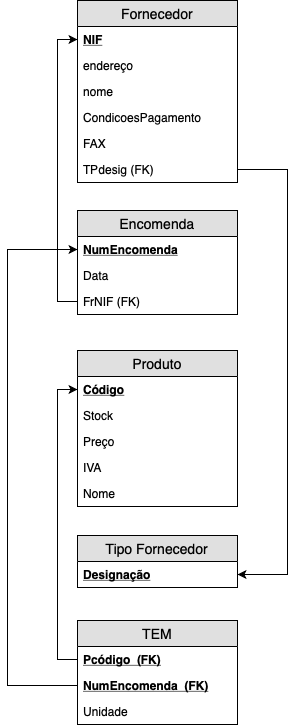 Fornecedor
NIF
endereço
nome
CondicoesPagamento
FAX
TPdesig (FK)
Encomenda
NumEncomenda
Data
FrNIF (FK)
Produto
Código
Stock
Preço
IVA
Nome
Tipo Fornecedor
Designação
TEM
Pcódigo (FK)
NumEncomenda (FK)
Unidade